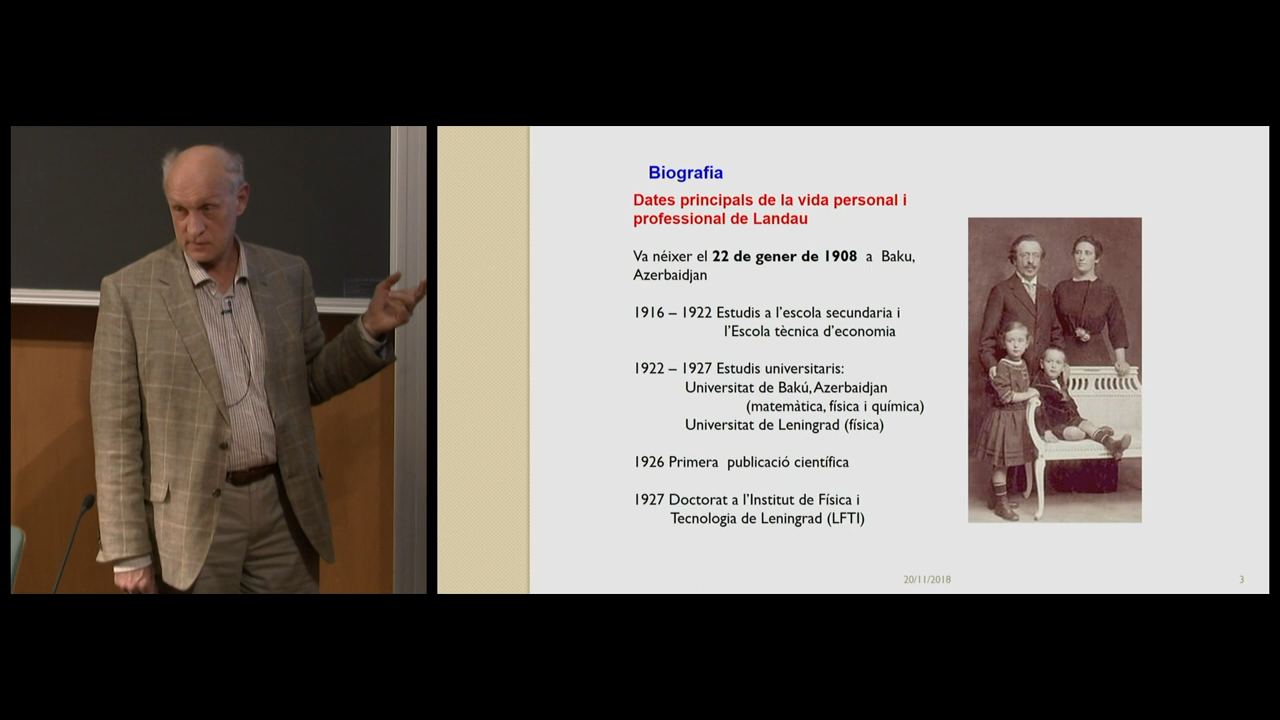 Biografia
Dates principals de la vida personal i
professional de Landau
Va néixer el 22 de gener de 1908 a Baku,
Azerbaidjan
1916 – 1922 Estudis a l'escola secundaria i
l'Escola tècnica d'economia
1922 – 1927 Estudis universitaris:
Universitat de Bakú, Azerbaidjan
(matemàtica, física i química)
Universitat de Leningrad (física)
1926 Primera publicació científica
1927 Doctorat a l'Institut de Física i
Tecnologia de Leningrad (LFTI)
20/11/2018
3